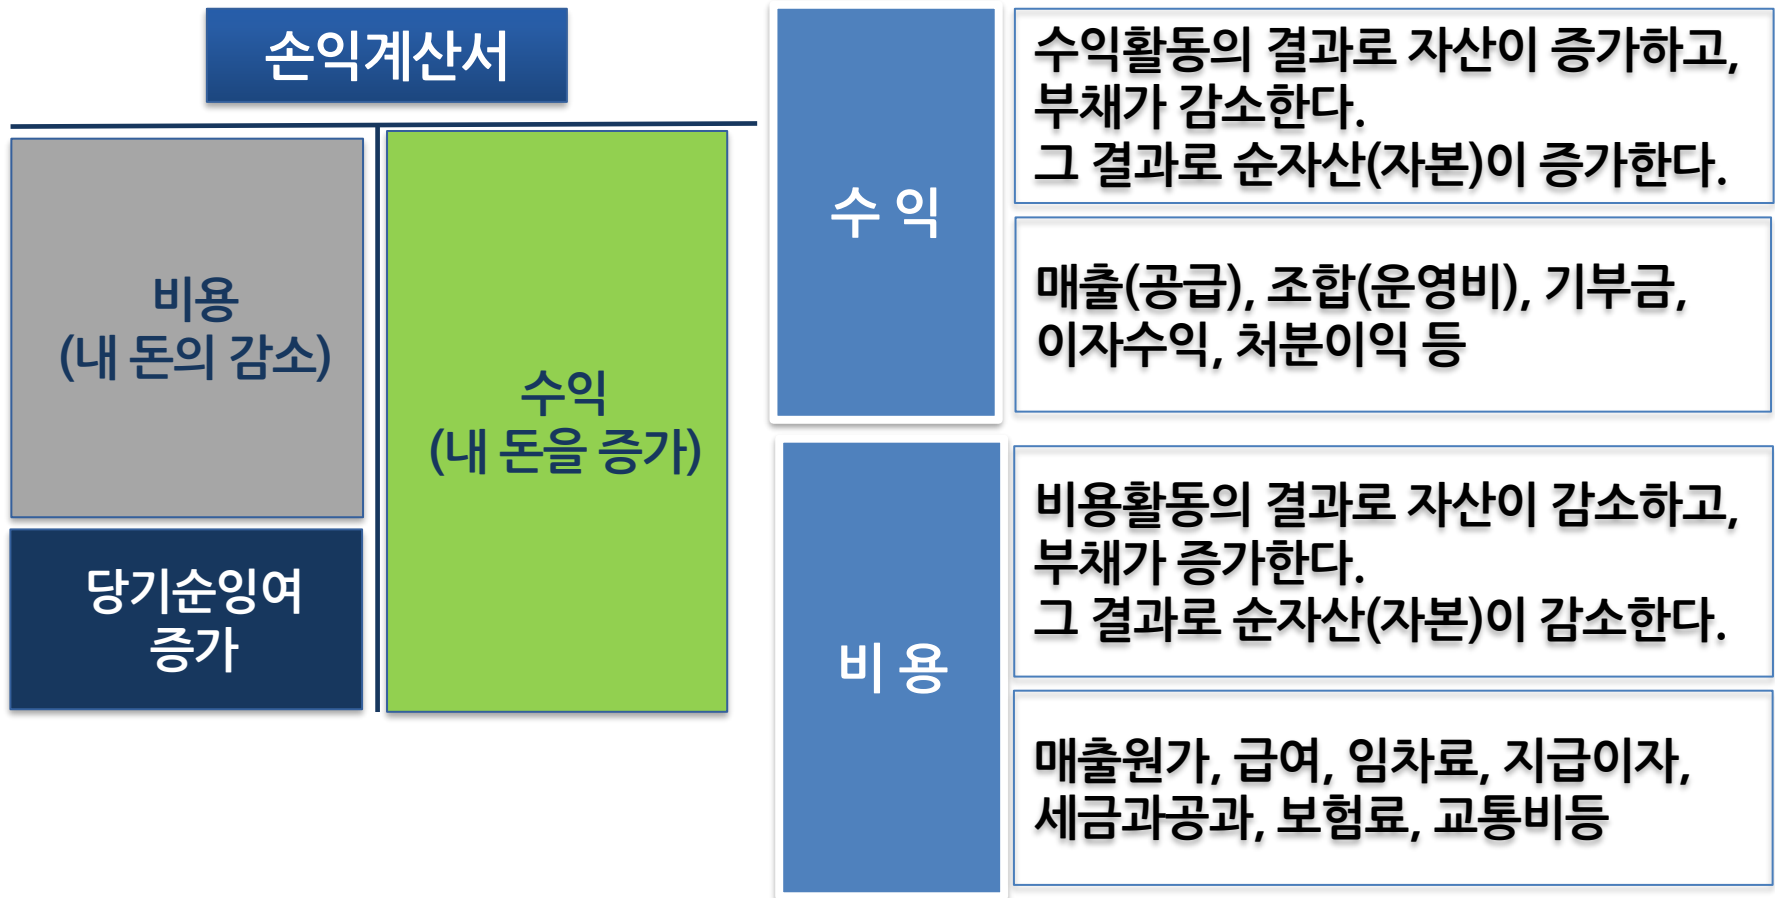 손익계산서
비용
(내 돈의 감소)
당기순잉여
증가
수익
(내 돈을 증가)
수 익
수익활동의 결과로 자산이 증가하고,
부채가 감소한다.
그 결과로 순자산(자본)이 증가한다.
매출(공급), 조합(운영비), 기부금,
이자수익, 처분이익 등
비 용
비용활동의 결과로 자산이 감소하고,
부채가 증가한다.
그 결과로 순자산(자본)이 감소한다.
매출원가, 급여, 임차료, 지급이자,
세금과공과, 보험료, 교통비등